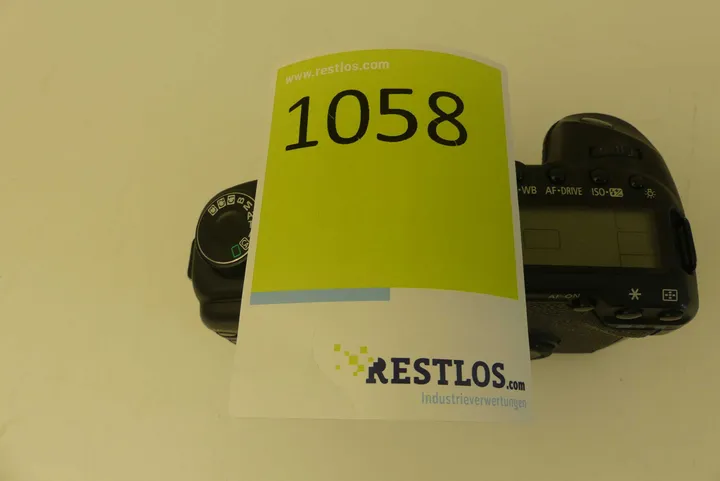 www.restlos.com
1058
WB AF•DRIVE ISO•
B
M
AF-ON
RESTLOS.com
Industrieverwertungen